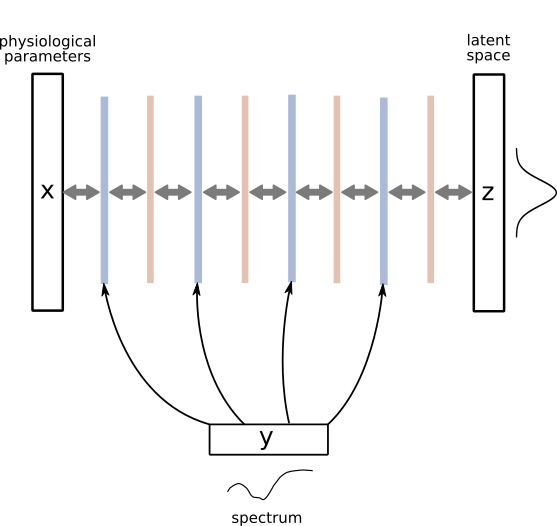 physiological
parameters
latent
space
x
z
y
spectrum